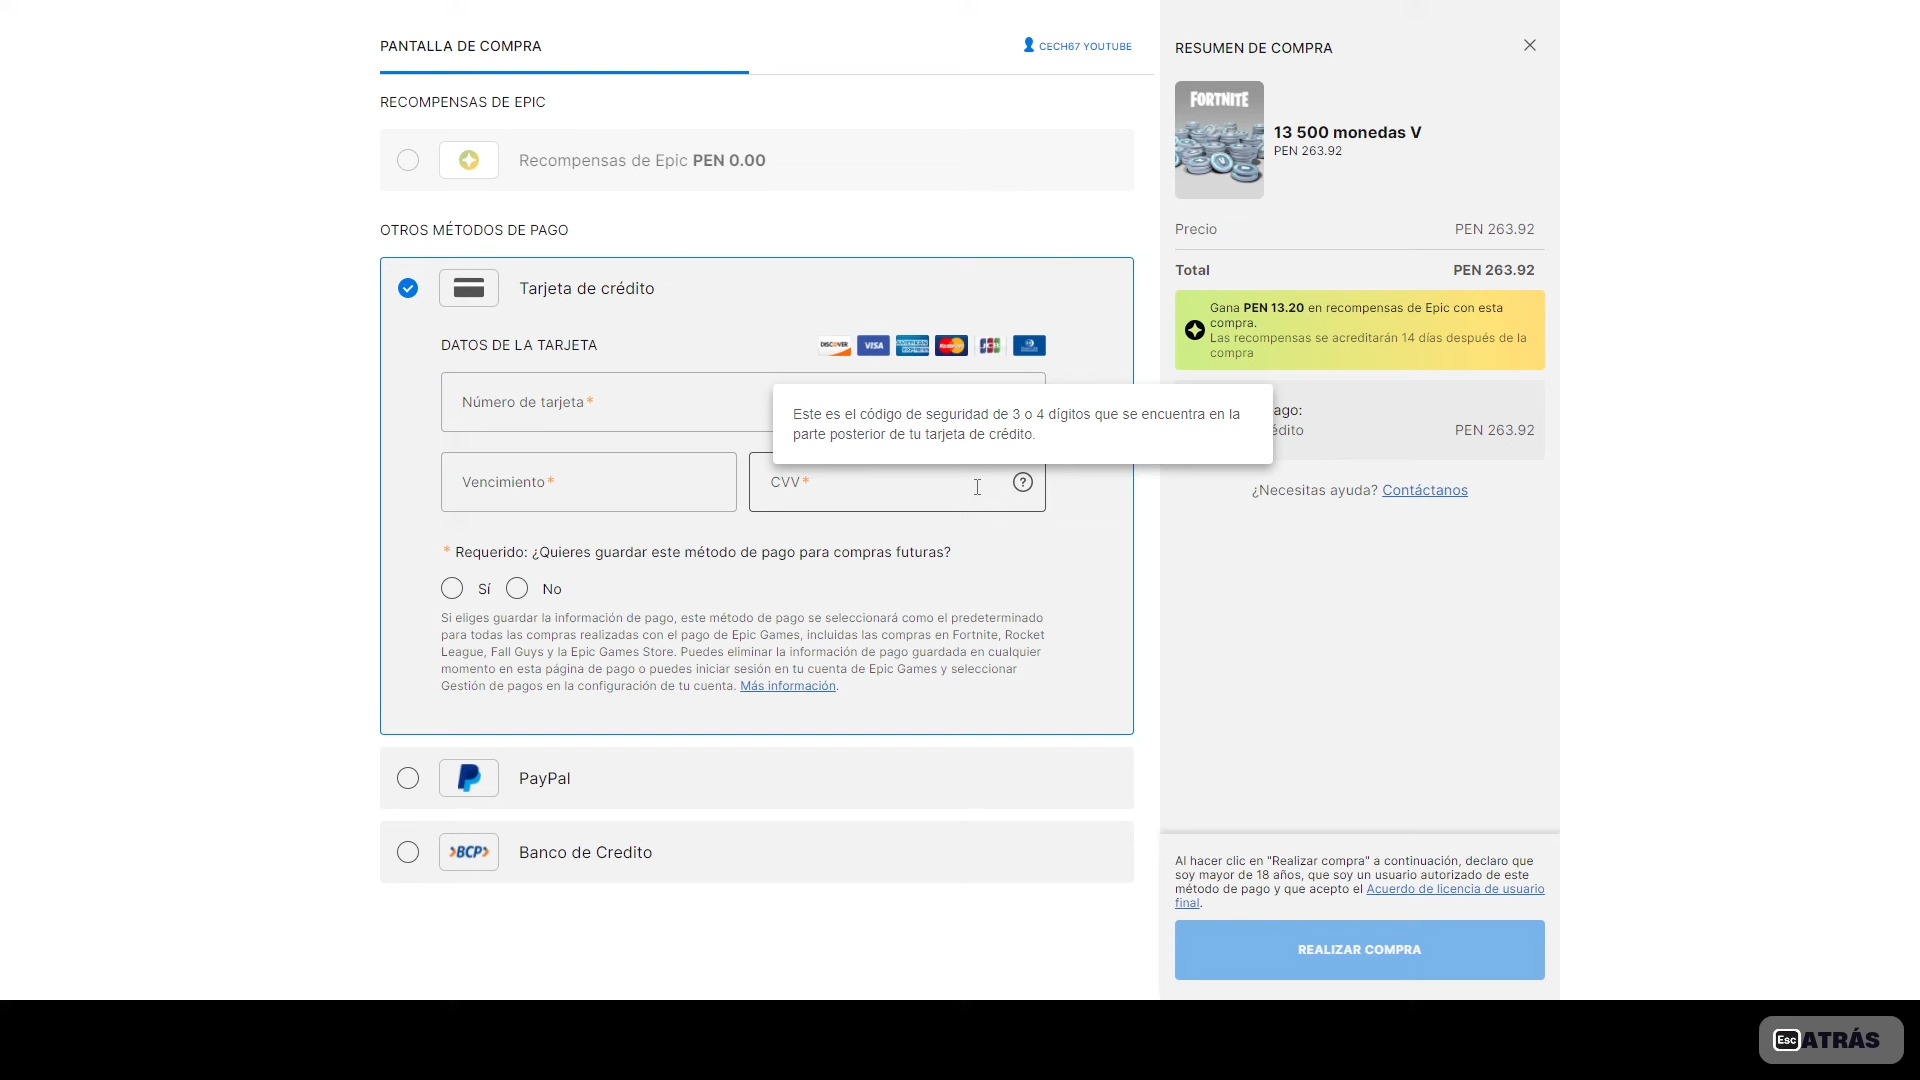 PANTALLA DE COMPRA
CECH67 YOUTUBE
RECOMPENSAS DE EPIC
Recompensas de Epic PEN 0.00
OTROS MÉTODOS DE PAGO
Tarjeta de crédito
DATOS DE LA TARJETA
DISCOVER VISA AMERICAN EXPRESS MasterCard JCB
Número de tarjeta*
Este es el código de seguridad de 3 o 4 dígitos que se encuentra en la
parte posterior de tu tarjeta de crédito.
Vencimiento*
CVV*
?
* Requerido: ¿Quieres guardar este método de pago para compras futuras?
Sí No
Si eliges guardar la información de pago, este método de pago se seleccionará como el predeterminado
para todas las compras realizadas con el pago de Epic Games, incluidas las compras en Fortnite, Rocket
League, Fall Guys y la Epic Games Store. Puedes eliminar la información de pago guardada en cualquier
momento en esta página de pago o puedes iniciar sesión en tu cuenta de Epic Games y seleccionar
Gestión de pagos en la configuración de tu cuenta. Más información.
PayPal
BCP
Banco de Credito
RESUMEN DE COMPRA
FORTNITE
13 500 monedas V
PEN 263.92
Precio PEN 263.92
Total PEN 263.92
Gana PEN 13.20 en recompensas de Epic con esta
compra.
Las recompensas se acreditarán 14 días después de la
compra
ago:
édito PEN 263.92
¿Necesitas ayuda? Contáctanos
Al hacer clic en "Realizar compra" a continuación, declaro que
soy mayor de 18 años, que soy un usuario autorizado de este
método de pago y que acepto el Acuerdo de licencia de usuario
final.
REALIZAR COMPRA
Esc ATRÁS